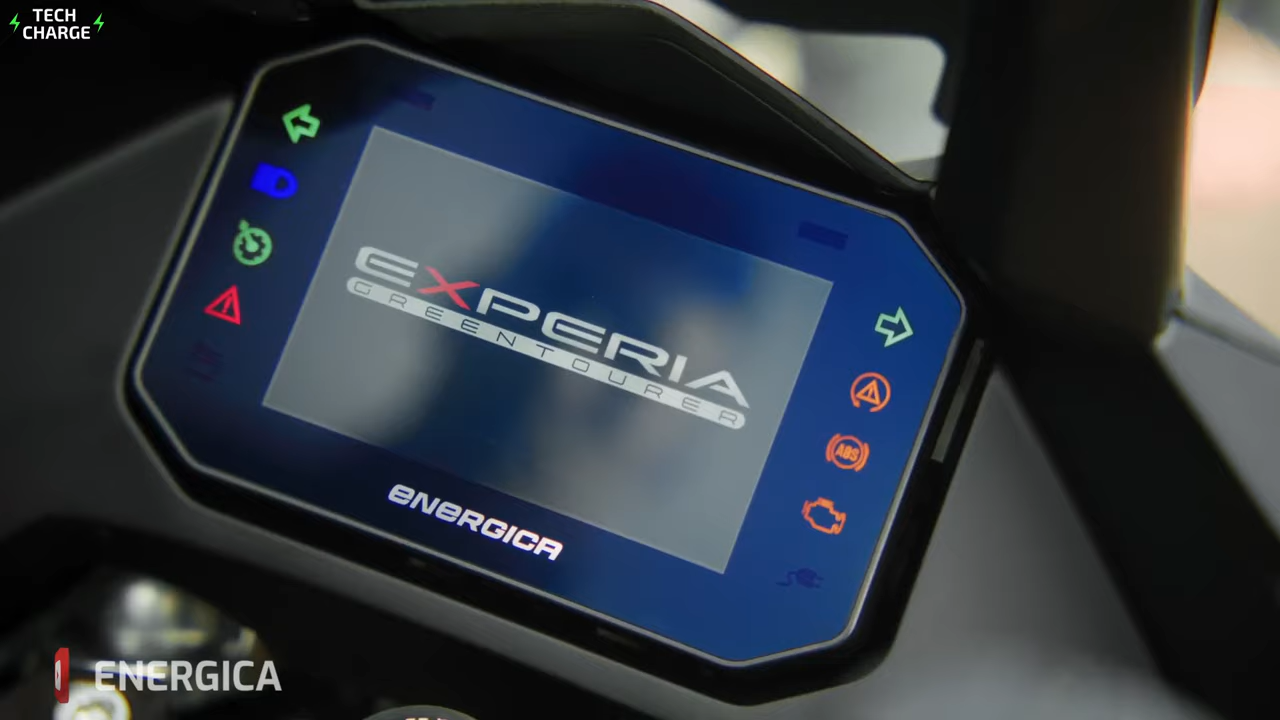 TECH
CHARGE
EXPERIA
GREENTOURER
ABS
energica
ENERGICA